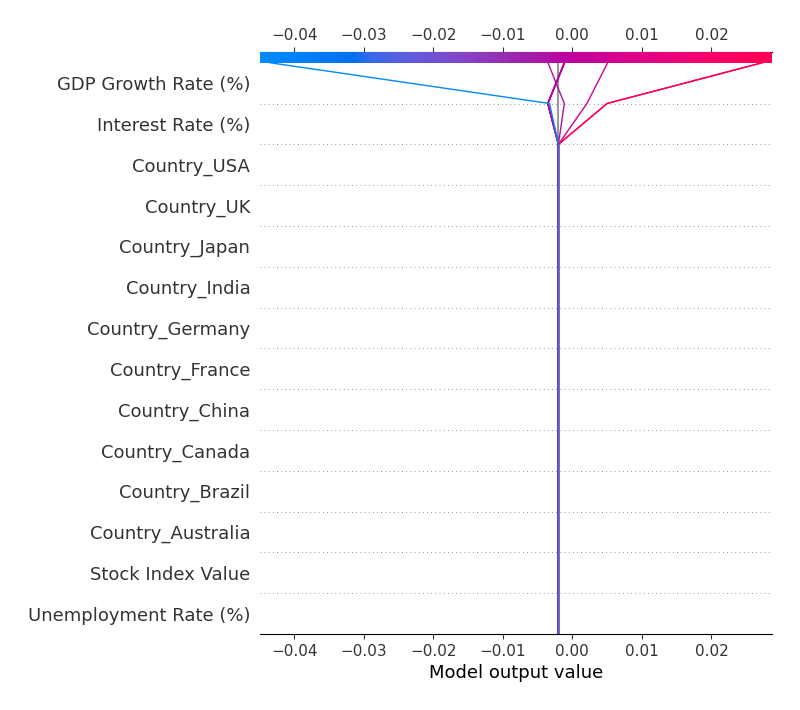 −0.04 −0.03 −0.02 −0.01 0.00 0.01 0.02
GDP Growth Rate (%)
Interest Rate (%)
Country_USA
Country_UK
Country_Japan
Country_India
Country_Germany
Country_France
Country_China
Country_Canada
Country_Brazil
Country_Australia
Stock Index Value
Unemployment Rate (%)
−0.04 −0.03 −0.02 −0.01 0.00 0.01 0.02
Model output value